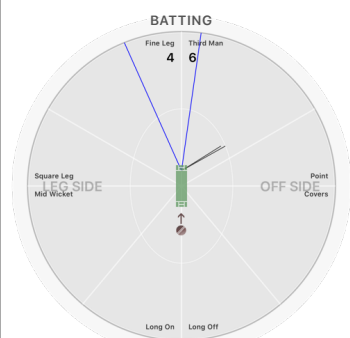 BATTING
Fine Leg Third Man
4 6
Square Leg Point
LEG SIDE OFF SIDE
Mid Wicket Covers
Long On Long Off